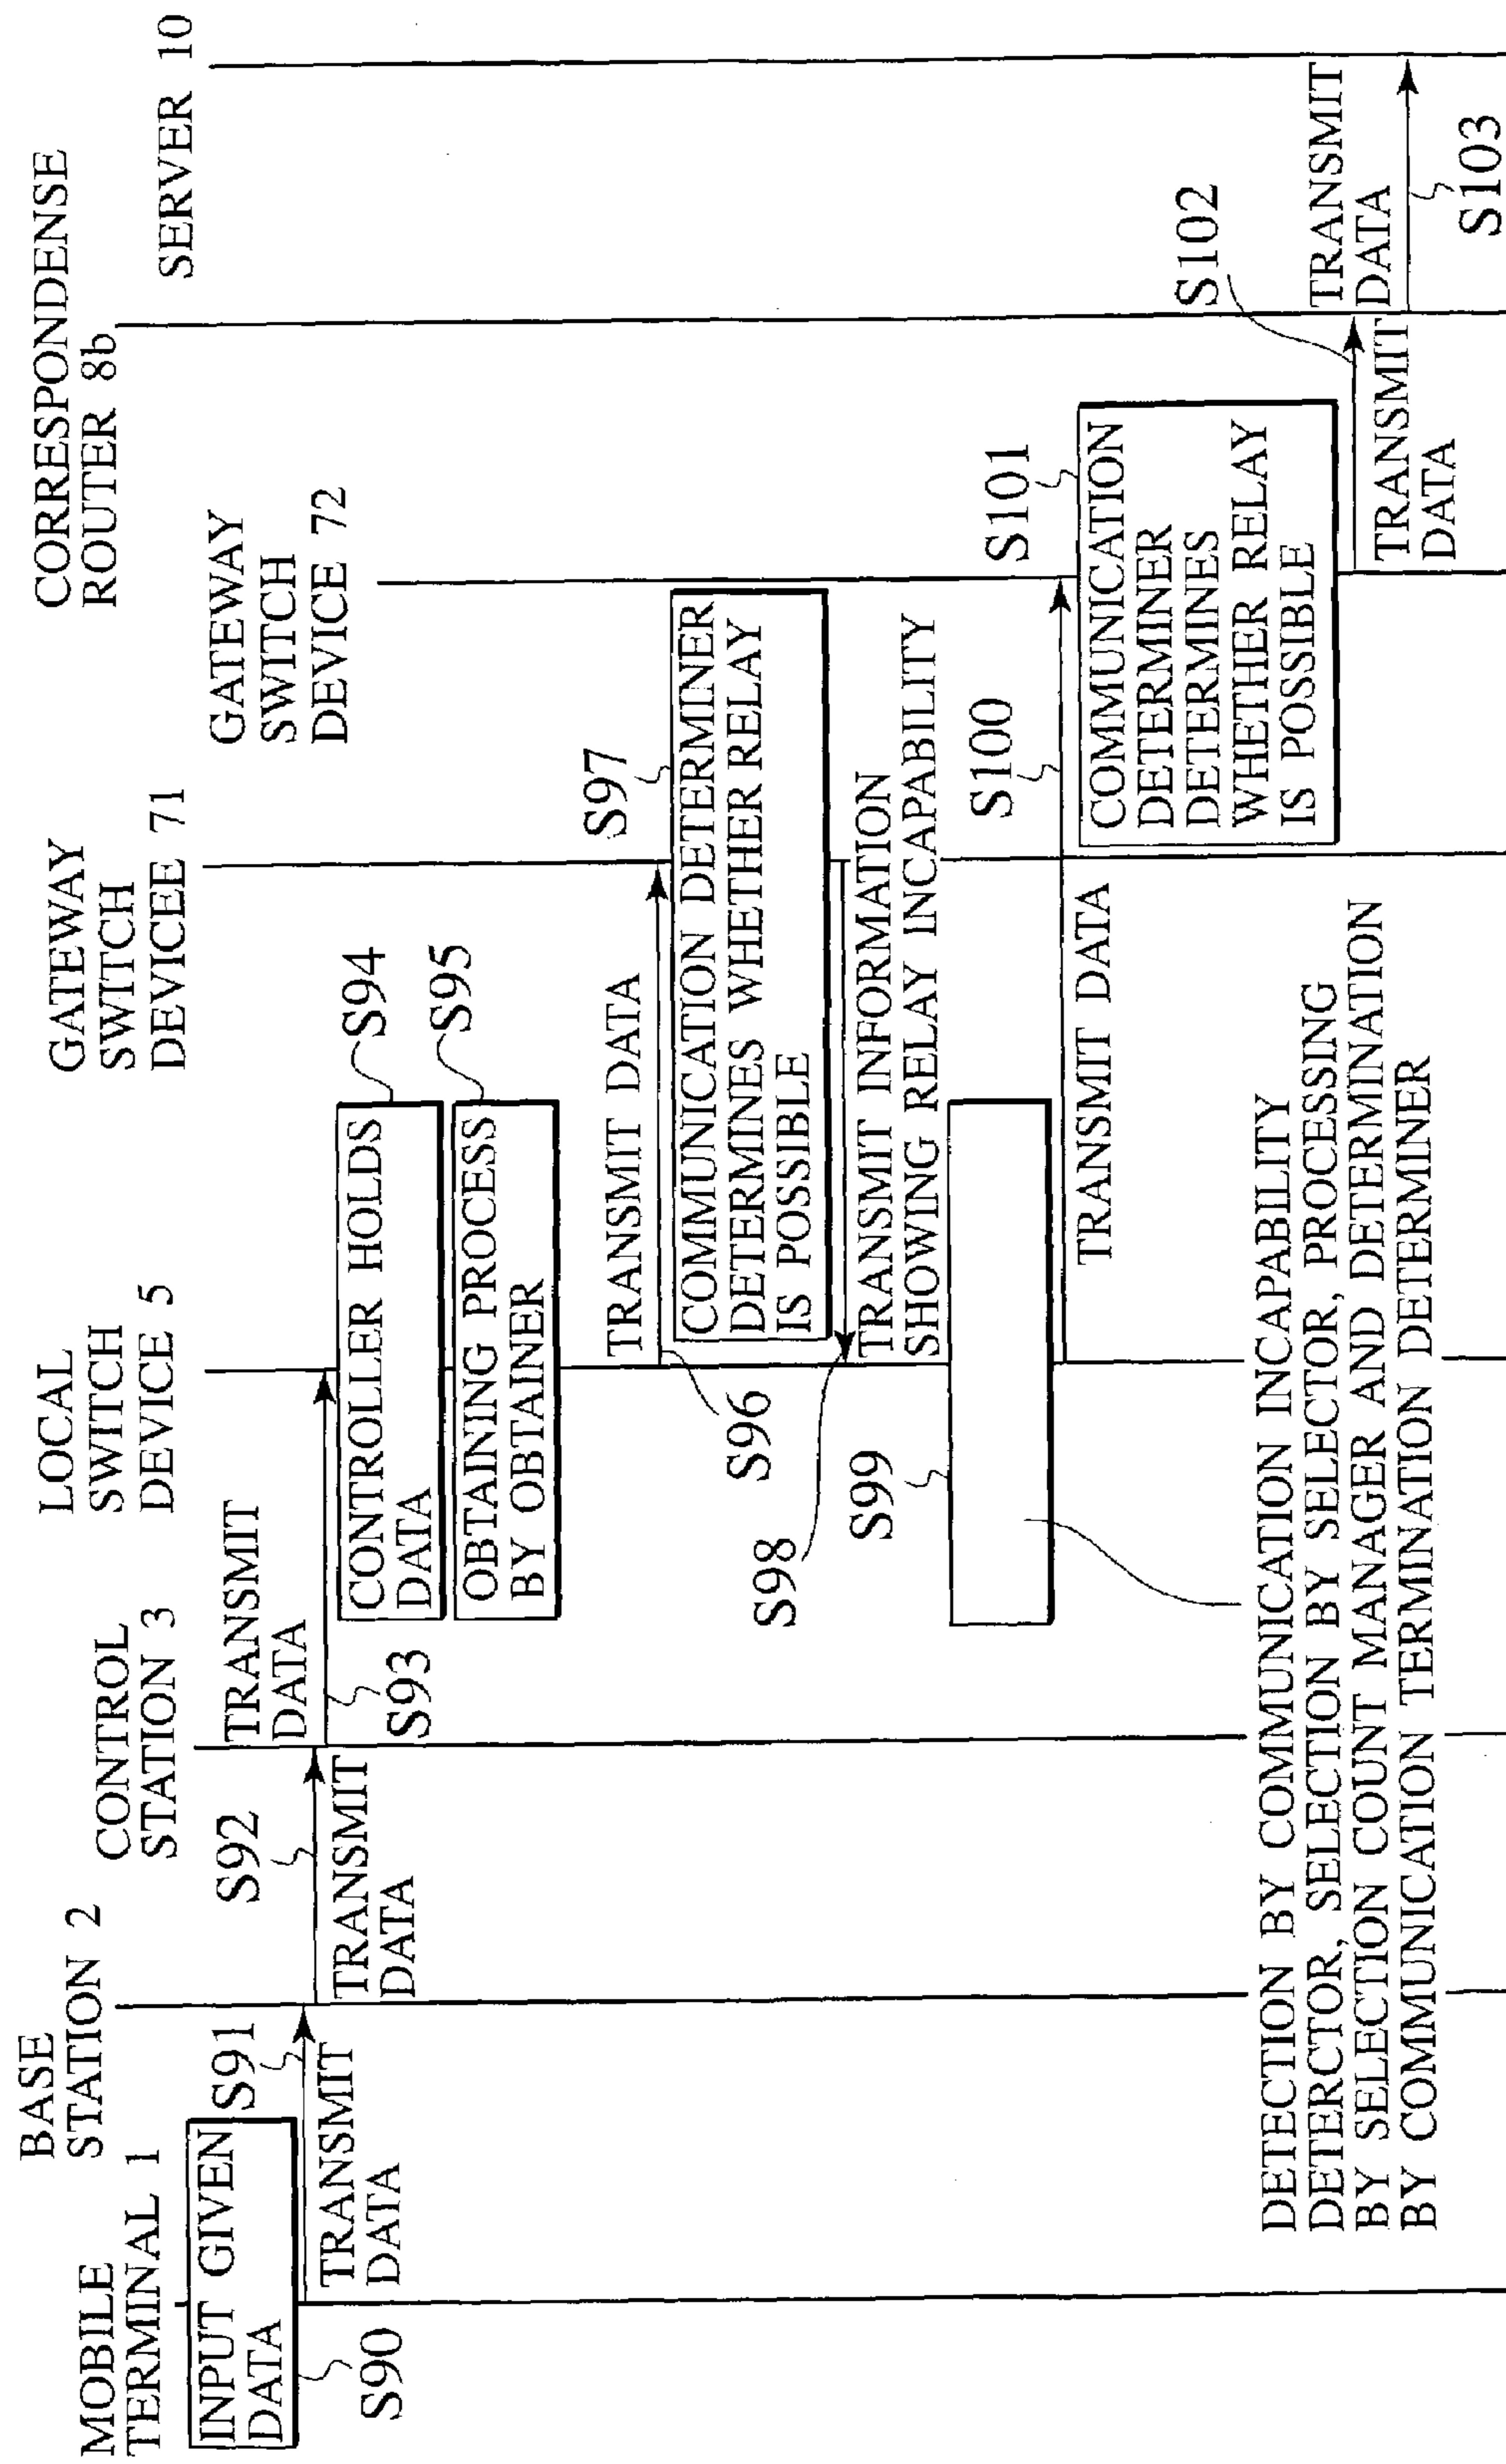 MOBILE
TERMINAL 1
BASE
STATION 2
CONTROL
STATION 3
LOCAL
SWITCH
DEVICE 5
GATEWAY
SWITCH
DEVICE 71
GATEWAY
SWITCH
DEVICE 72
CORRESPONDENSE
ROUTER 8b
SERVER 10
INPUT GIVEN
DATA
S90
S91
TRANSMIT
DATA
S92
TRANSMIT
DATA
TRANSMIT
DATA
S93
CONTROLLER HOLDS
DATA
S94
OBTAINING PROCESS
BY OBTAINER
S95
TRANSMIT DATA
S96
S97
COMMUNICATION DETERMINER
DETERMINES WHETHER RELAY
IS POSSIBLE
S98
TRANSMIT INFORMATION
SHOWING RELAY INCAPABILITY
S99
S100
TRANSMIT DATA
S101
COMMUNICATION
DETERMINER
DETERMINES
WHETHER RELAY
IS POSSIBLE
S102
TRANSMIT
DATA
TRANSMIT
DATA
S103
DETECTION BY COMMUNICATION INCAPABILITY
DETERCTOR, SELECTION BY SELECTOR, PROCESSING
BY SELECTION COUNT MANAGER AND DETERMINATION
BY COMMUNICATION TERMINATION DETERMINER